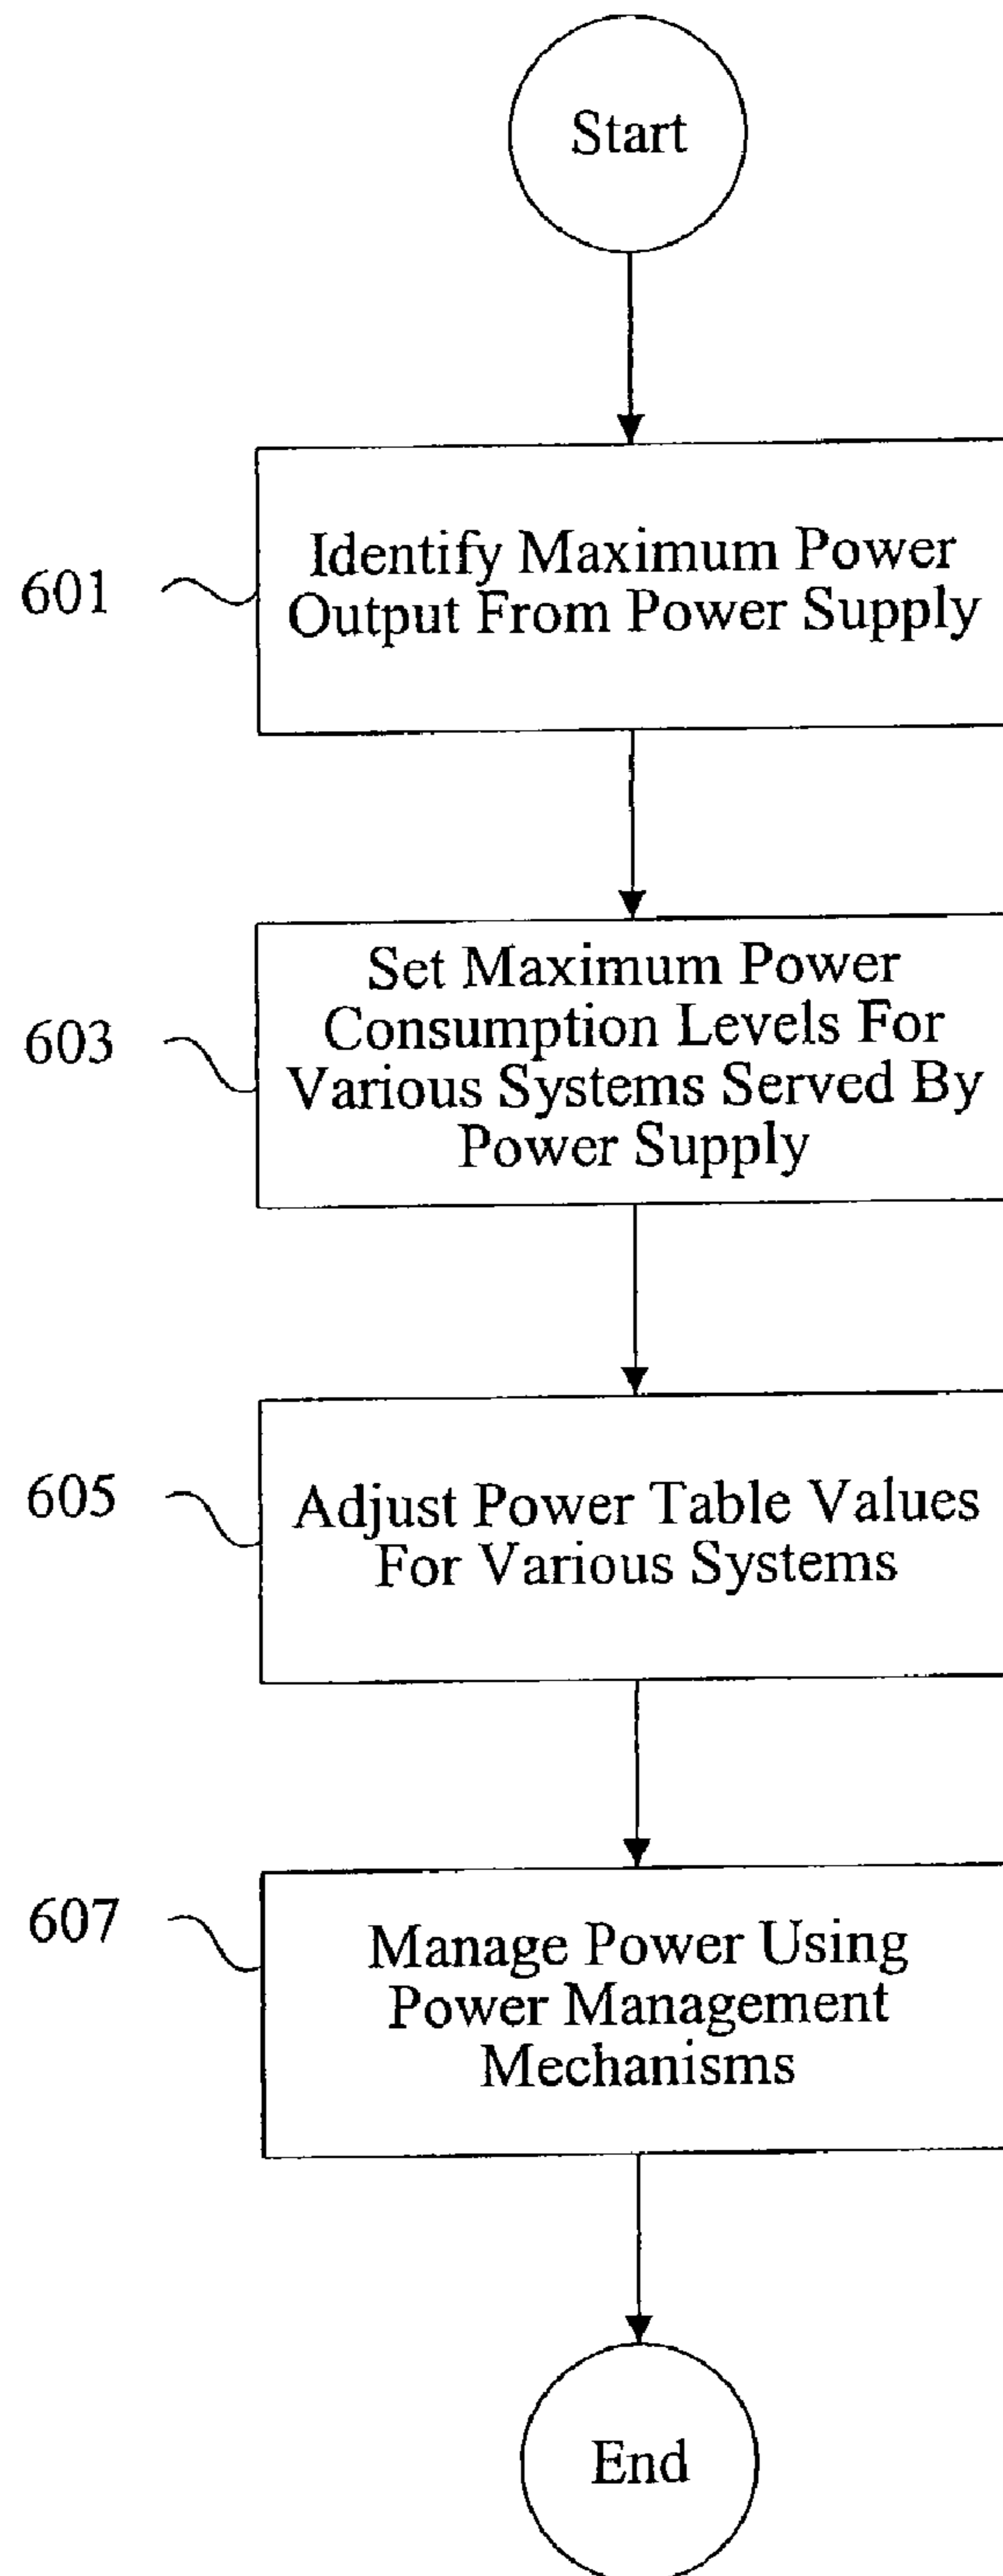 Start
601
Identify Maximum Power
Output From Power Supply
603
Set Maximum Power
Consumption Levels For
Various Systems Served By
Power Supply
605
Adjust Power Table Values
For Various Systems
607
Manage Power Using
Power Management
Mechanisms
End